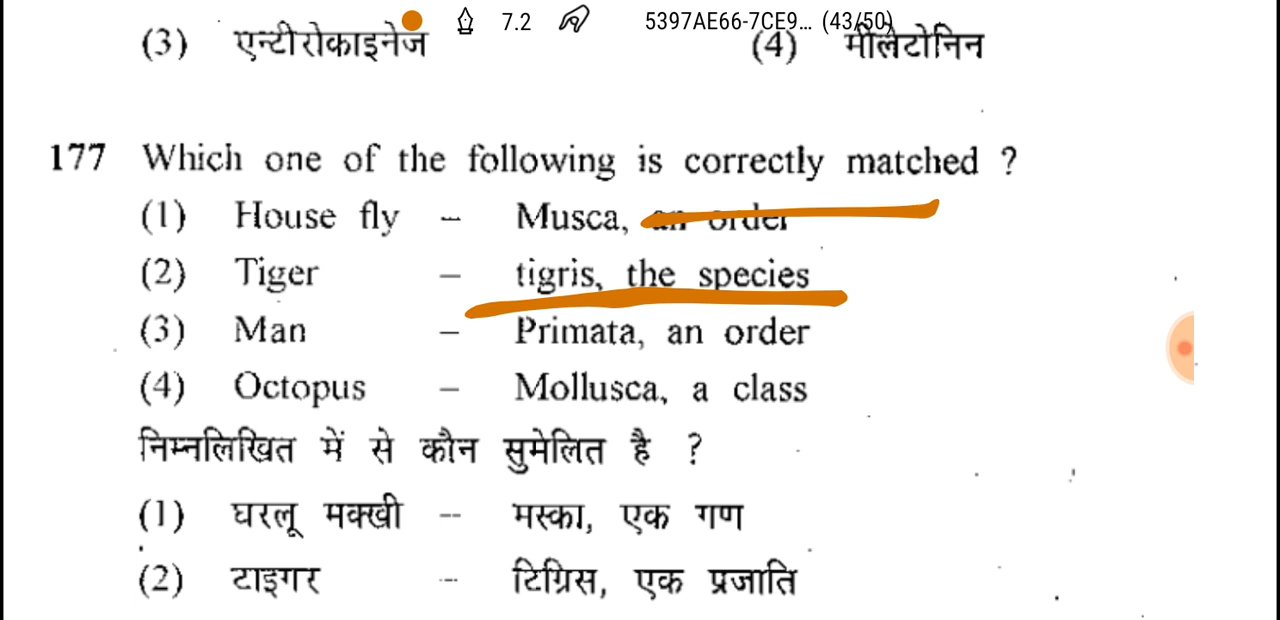 7.2 5397AE66-7CE9... (43/50)
(3) एन्टीरोकाइनेज (4) मीलेटोनिन
177 Which one of the following is correctly matched ?
(1) House fly – Musca, an order
(2) Tiger – tigris, the species
(3) Man – Primata, an order
(4) Octopus – Mollusca, a class
निम्नलिखित में से कौन सुमेलित है ?
(1) घरलू मक्खी -- मस्का, एक गण
(2) टाइगर -- टिग्रिस, एक प्रजाति